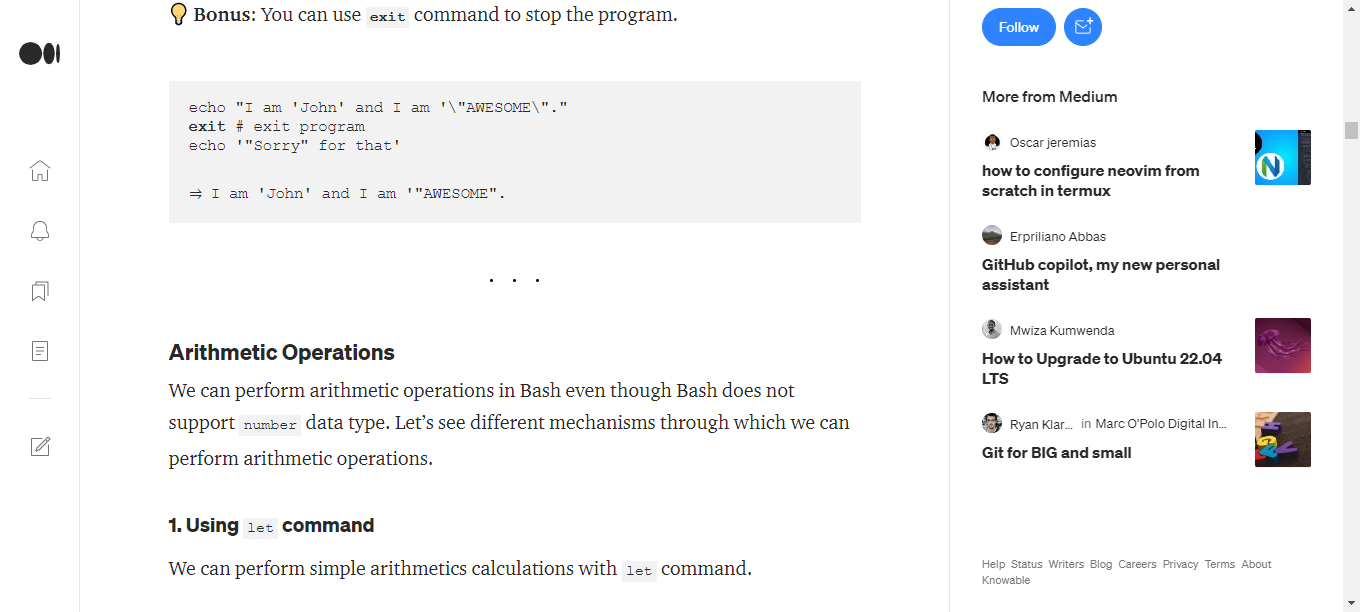 💡 Bonus: You can use exit command to stop the program.
echo "I am 'John' and I am '\"AWESOME\"."
exit # exit program
echo '"Sorry" for that'
⇒ I am 'John' and I am '"AWESOME".
. . .
Arithmetic Operations
We can perform arithmetic operations in Bash even though Bash does not
support number data type. Let’s see different mechanisms through which we can
perform arithmetic operations.
1. Using let command
We can perform simple arithmetics calculations with let command.
Follow
More from Medium
Oscar jeremias
how to configure neovim from
scratch in termux
Erpriliano Abbas
GitHub copilot, my new personal
assistant
Mwiza Kumwenda
How to Upgrade to Ubuntu 22.04
LTS
Ryan Klar... in Marc O’Polo Digital In...
Git for BIG and small
Help Status Writers Blog Careers Privacy Terms About
Knowable